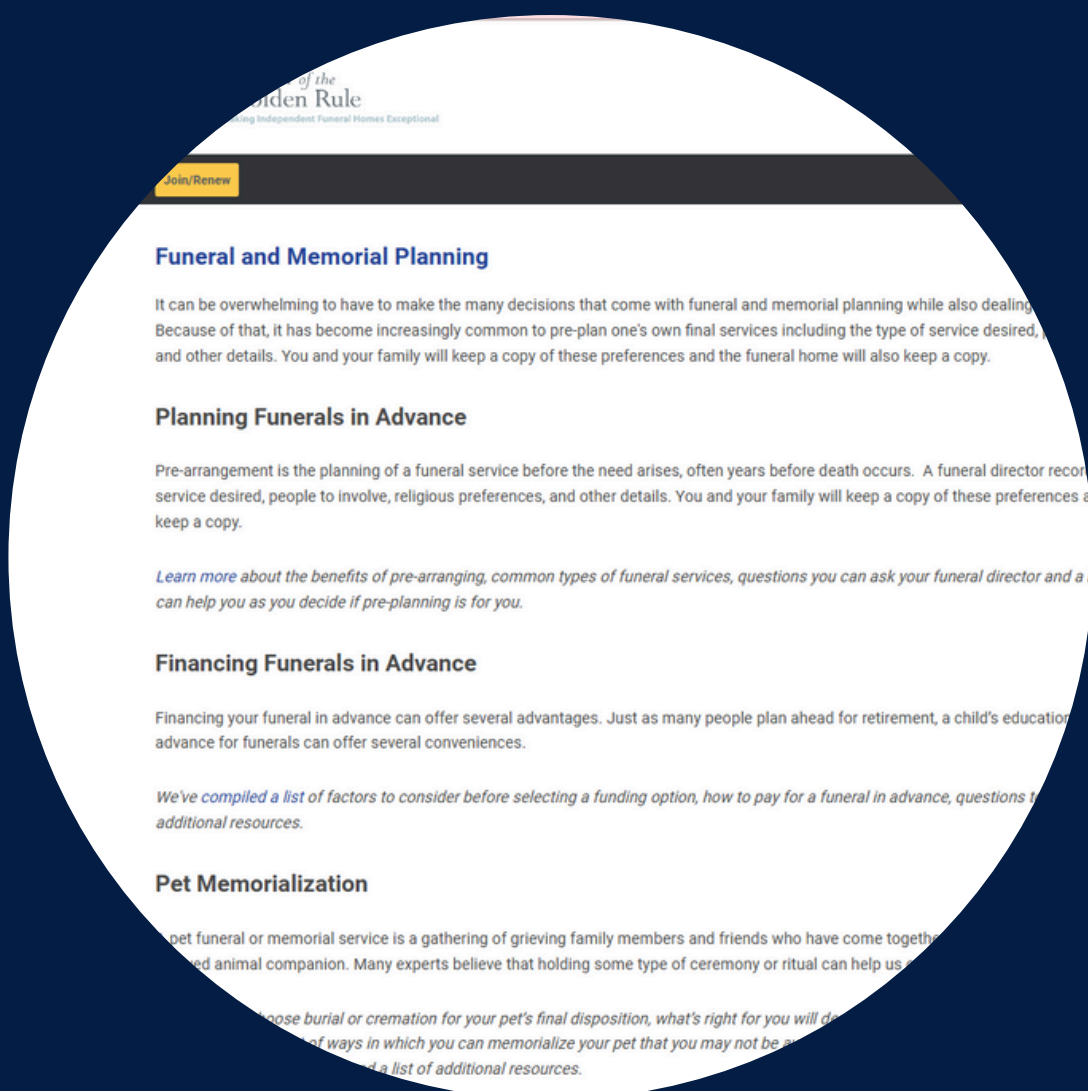 of the
Rule
Independent Funeral Homes Exceptional
Join/Renew
Funeral and Memorial Planning
It can be overwhelming to have to make the many decisions that come with funeral and memorial planning while also dealing
Because of that, it has become increasingly common to pre-plan one's own final services including the type of service desired,
and other details. You and your family will keep a copy of these preferences and the funeral home will also keep a copy.
Planning Funerals in Advance
Pre-arrangement is the planning of a funeral service before the need arises, often years before death occurs. A funeral director
service desired, people to involve, religious preferences, and other details. You and your family will keep a copy of these preferences
keep a copy.
Learn more about the benefits of pre-arranging, common types of funeral services, questions you can ask your funeral director and a
can help you as you decide if pre-planning is for you.
Financing Funerals in Advance
Financing your funeral in advance can offer several advantages. Just as many people plan ahead for retirement, a child's education
advance for funerals can offer several conveniences.
We've compiled a list of factors to consider before selecting a funding option, how to pay for a funeral in advance, questions
additional resources.
Pet Memorialization
pet funeral or memorial service is a gathering of grieving family members and friends who have come
animal companion. Many experts believe that holding some type of ceremony or ritual can help us
burial or cremation for your pet's final disposition, what's right for you will
of ways in which you can memorialize your pet that you may not be
a list of additional resources.